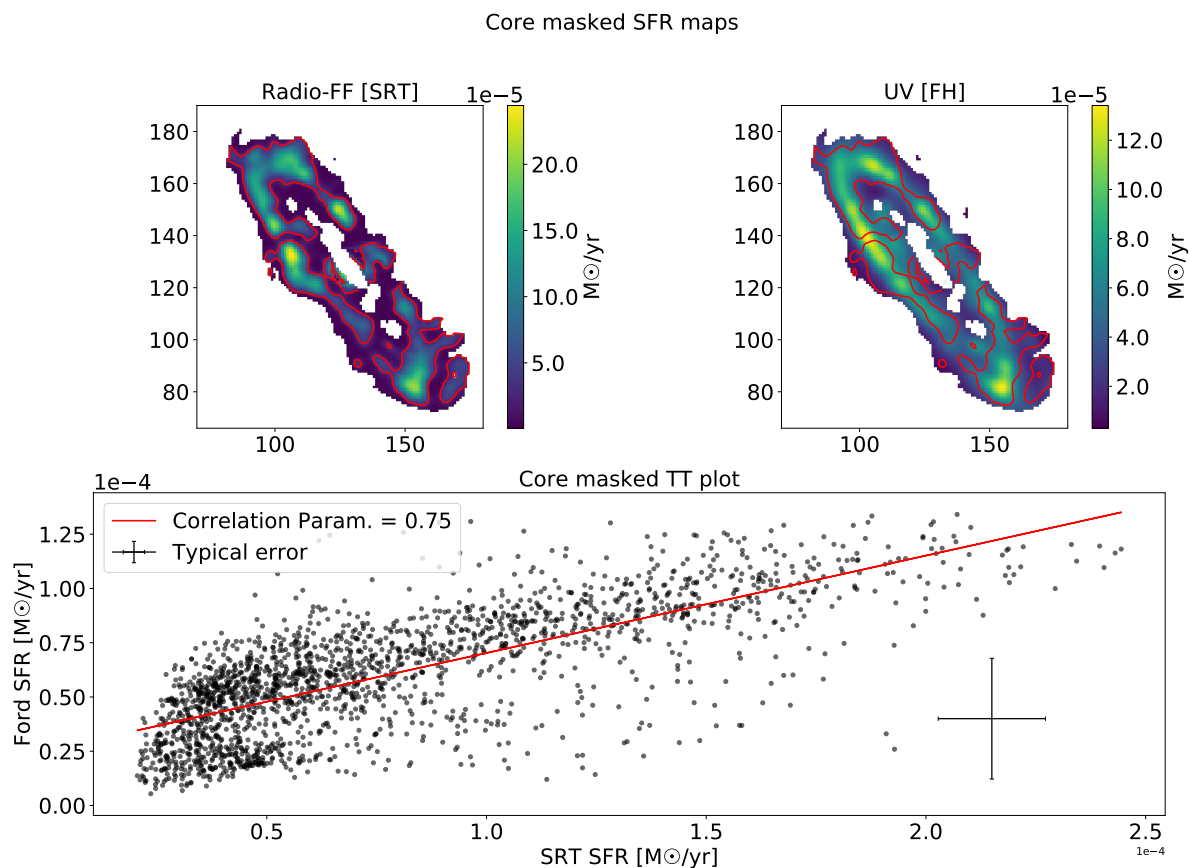 Core masked SFR maps
Radio-FF [SRT]
1e−5
UV [FH]
1e−5
180
160
140
120
100
80
100
150
20.0
15.0
10.0
5.0
M⊙/yr
180
160
140
120
100
80
100
150
12.0
10.0
8.0
6.0
4.0
2.0
M⊙/yr
Core masked TT plot
1e−4
Correlation Param. = 0.75
Typical error
1.25
1.00
0.75
0.50
0.25
0.00
Ford SFR [M⊙/yr]
0.5
1.0
1.5
2.0
2.5
SRT SFR [M⊙/yr]
1e−4